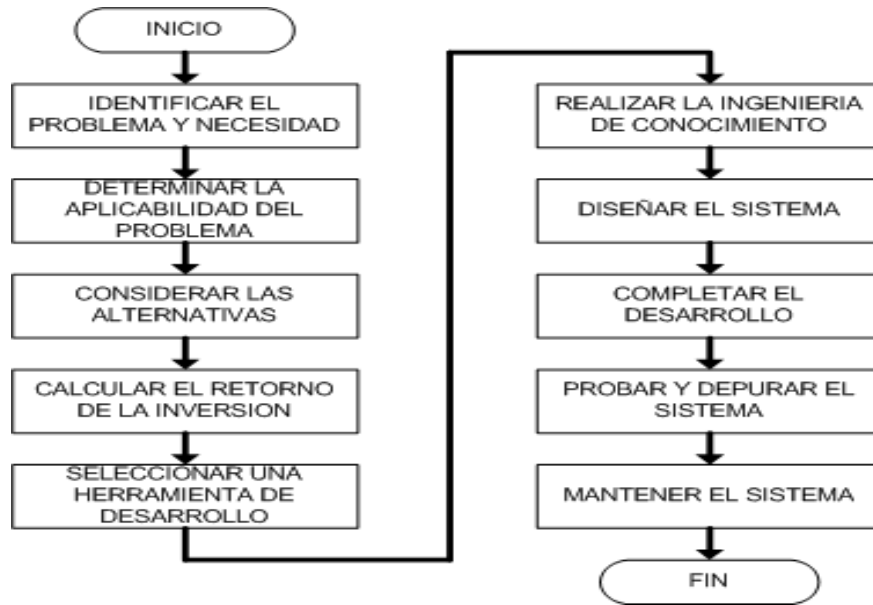 INICIO
IDENTIFICAR EL
PROBLEMA Y NECESIDAD
DETERMINAR LA
APLICABILIDAD DEL
PROBLEMA
CONSIDERAR LAS
ALTERNATIVAS
CALCULAR EL RETORNO
DE LA INVERSION
SELECCIONAR UNA
HERRAMIENTA DE
DESARROLLO
REALIZAR LA INGENIERIA
DE CONOCIMIENTO
DISEÑAR EL SISTEMA
COMPLETAR EL
DESARROLLO
PROBAR Y DEPURAR EL
SISTEMA
MANTENER EL SISTEMA
FIN